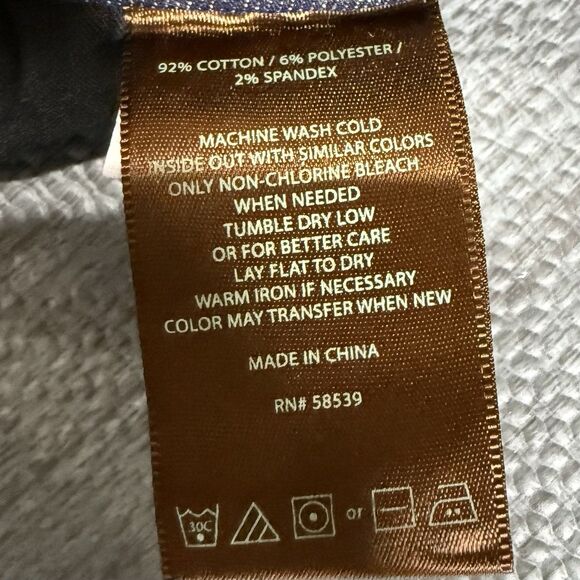 92% COTTON / 6% POLYESTER /
2% SPANDEX
MACHINE WASH COLD
INSIDE OUT WITH SIMILAR COLORS
ONLY NON-CHLORINE BLEACH
WHEN NEEDED
TUMBLE DRY LOW
OR FOR BETTER CARE
LAY FLAT TO DRY
WARM IRON IF NECESSARY
COLOR MAY TRANSFER WHEN NEW
MADE IN CHINA
RN# 58539
30C or